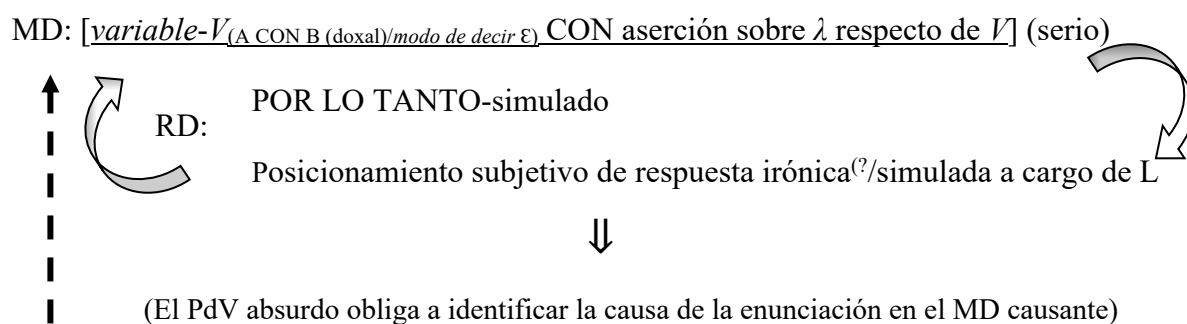 MD: [variable-V(A CON B (doxal)/modo de decir Ɛ) CON aserción sobre λ respecto de V] (serio)
POR LO TANTO-simulado
RD:
Posicionamiento subjetivo de respuesta irónica(?/simulada a cargo de L
⇓
(El PdV absurdo obliga a identificar la causa de la enunciación en el MD causante)